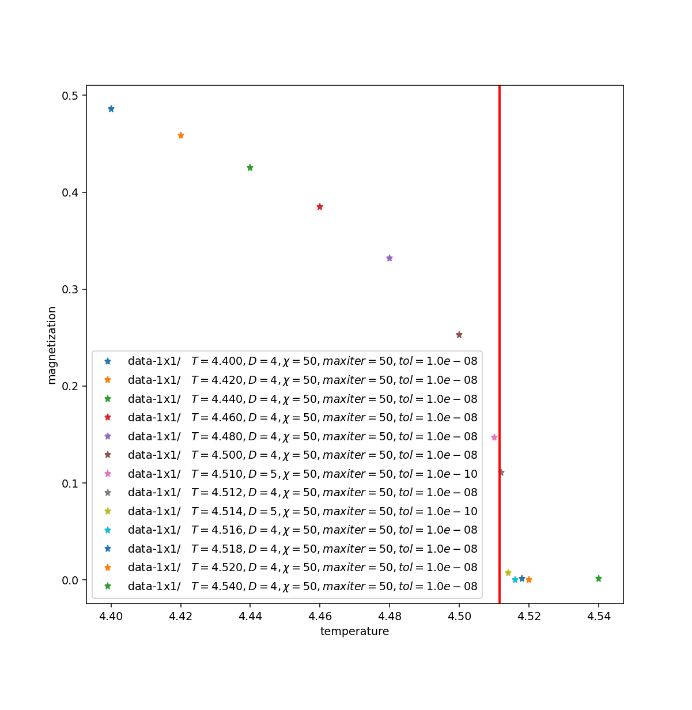 0.5
0.4
0.3
0.2
0.1
0.0
magnetization
data-1x1/ T = 4.400, D = 4, χ = 50, maxiter = 50, tol = 1.0e − 08
data-1x1/ T = 4.420, D = 4, χ = 50, maxiter = 50, tol = 1.0e − 08
data-1x1/ T = 4.440, D = 4, χ = 50, maxiter = 50, tol = 1.0e − 08
data-1x1/ T = 4.460, D = 4, χ = 50, maxiter = 50, tol = 1.0e − 08
data-1x1/ T = 4.480, D = 4, χ = 50, maxiter = 50, tol = 1.0e − 08
data-1x1/ T = 4.500, D = 4, χ = 50, maxiter = 50, tol = 1.0e − 08
data-1x1/ T = 4.510, D = 5, χ = 50, maxiter = 50, tol = 1.0e − 10
data-1x1/ T = 4.512, D = 4, χ = 50, maxiter = 50, tol = 1.0e − 08
data-1x1/ T = 4.514, D = 5, χ = 50, maxiter = 50, tol = 1.0e − 10
data-1x1/ T = 4.516, D = 4, χ = 50, maxiter = 50, tol = 1.0e − 08
data-1x1/ T = 4.518, D = 4, χ = 50, maxiter = 50, tol = 1.0e − 08
data-1x1/ T = 4.520, D = 4, χ = 50, maxiter = 50, tol = 1.0e − 08
data-1x1/ T = 4.540, D = 4, χ = 50, maxiter = 50, tol = 1.0e − 08
4.40 4.42 4.44 4.46 4.48 4.50 4.52 4.54
temperature